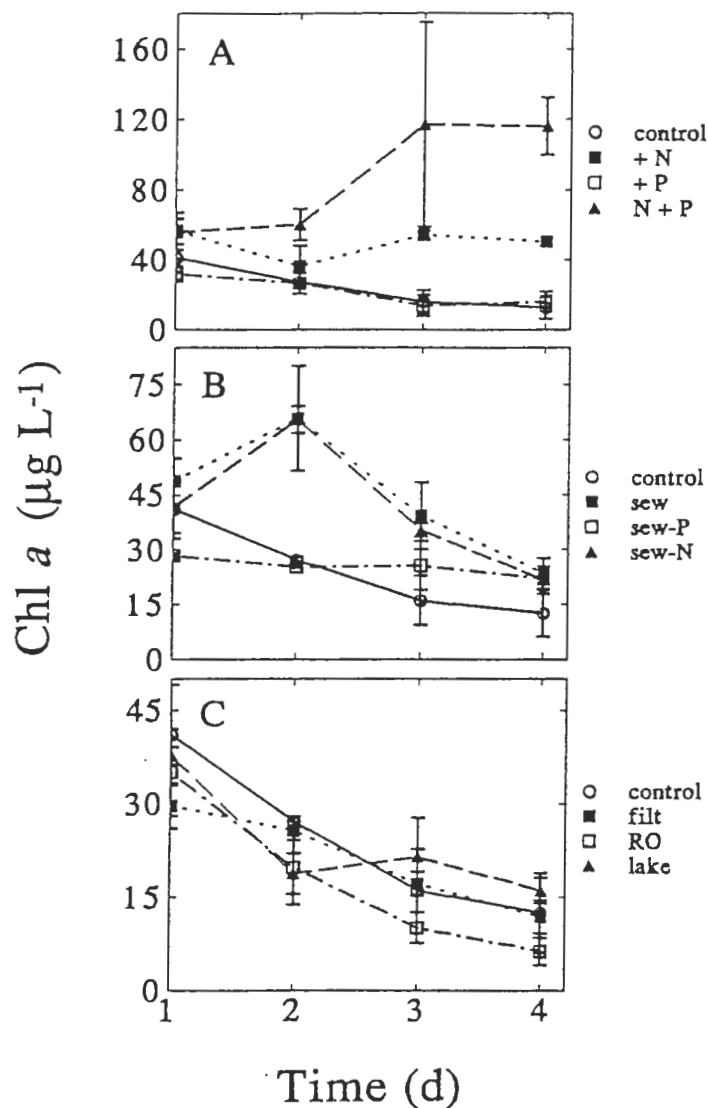 Chl a (µg L-1)
A
160
120
80
40
0
control
+ N
+ P
N + P
B
75
60
45
30
15
0
control
sew
sew-P
sew-N
C
45
30
15
0
control
filt
RO
lake
1 2 3 4
Time (d)